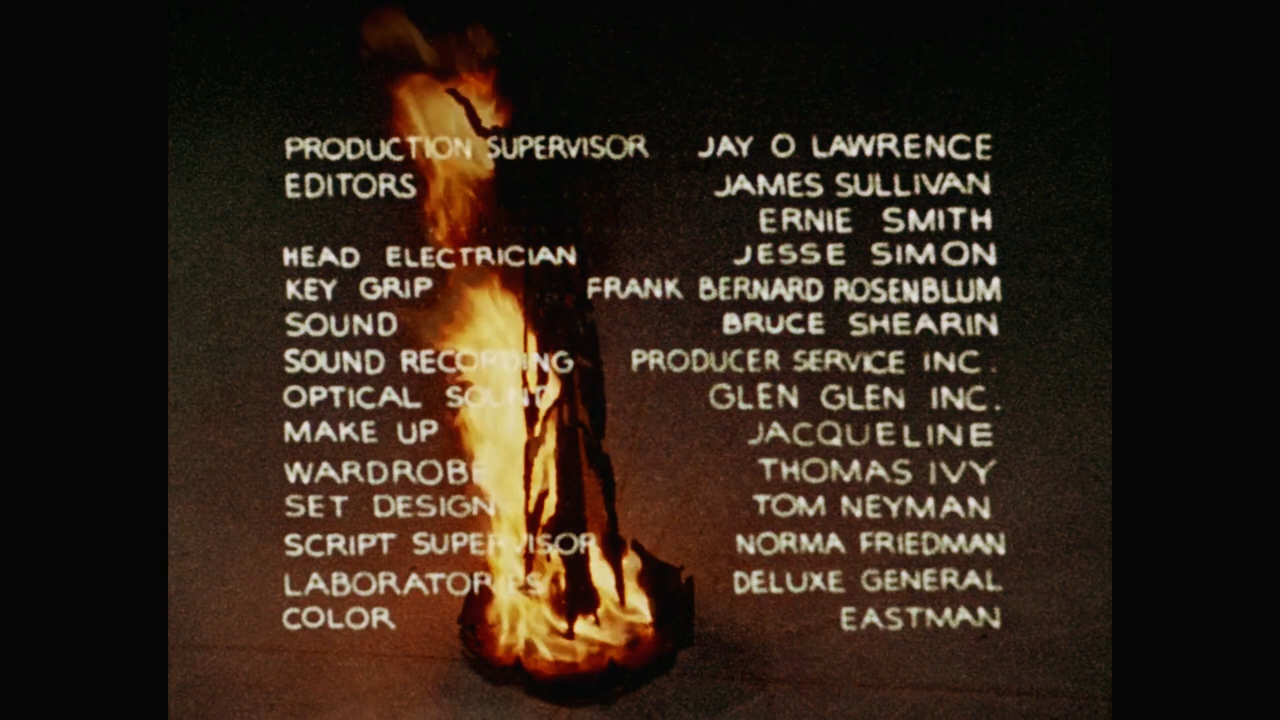 PRODUCTION SUPERVISOR JAY O LAWRENCE
EDITORS JAMES SULLIVAN
ERNIE SMITH
HEAD ELECTRICIAN JESSE SIMON
KEY GRIP FRANK BERNARD ROSENBLUM
SOUND BRUCE SHEARIN
SOUND RECORDING PRODUCER SERVICE INC.
OPTICAL SOUND GLEN GLEN INC.
MAKE UP JACQUELINE
WARDROBE THOMAS IVY
SET DESIGN TOM NEYMAN
SCRIPT SUPERVISOR NORMA FRIEDMAN
LABORATORIES DELUXE GENERAL
COLOR EASTMAN